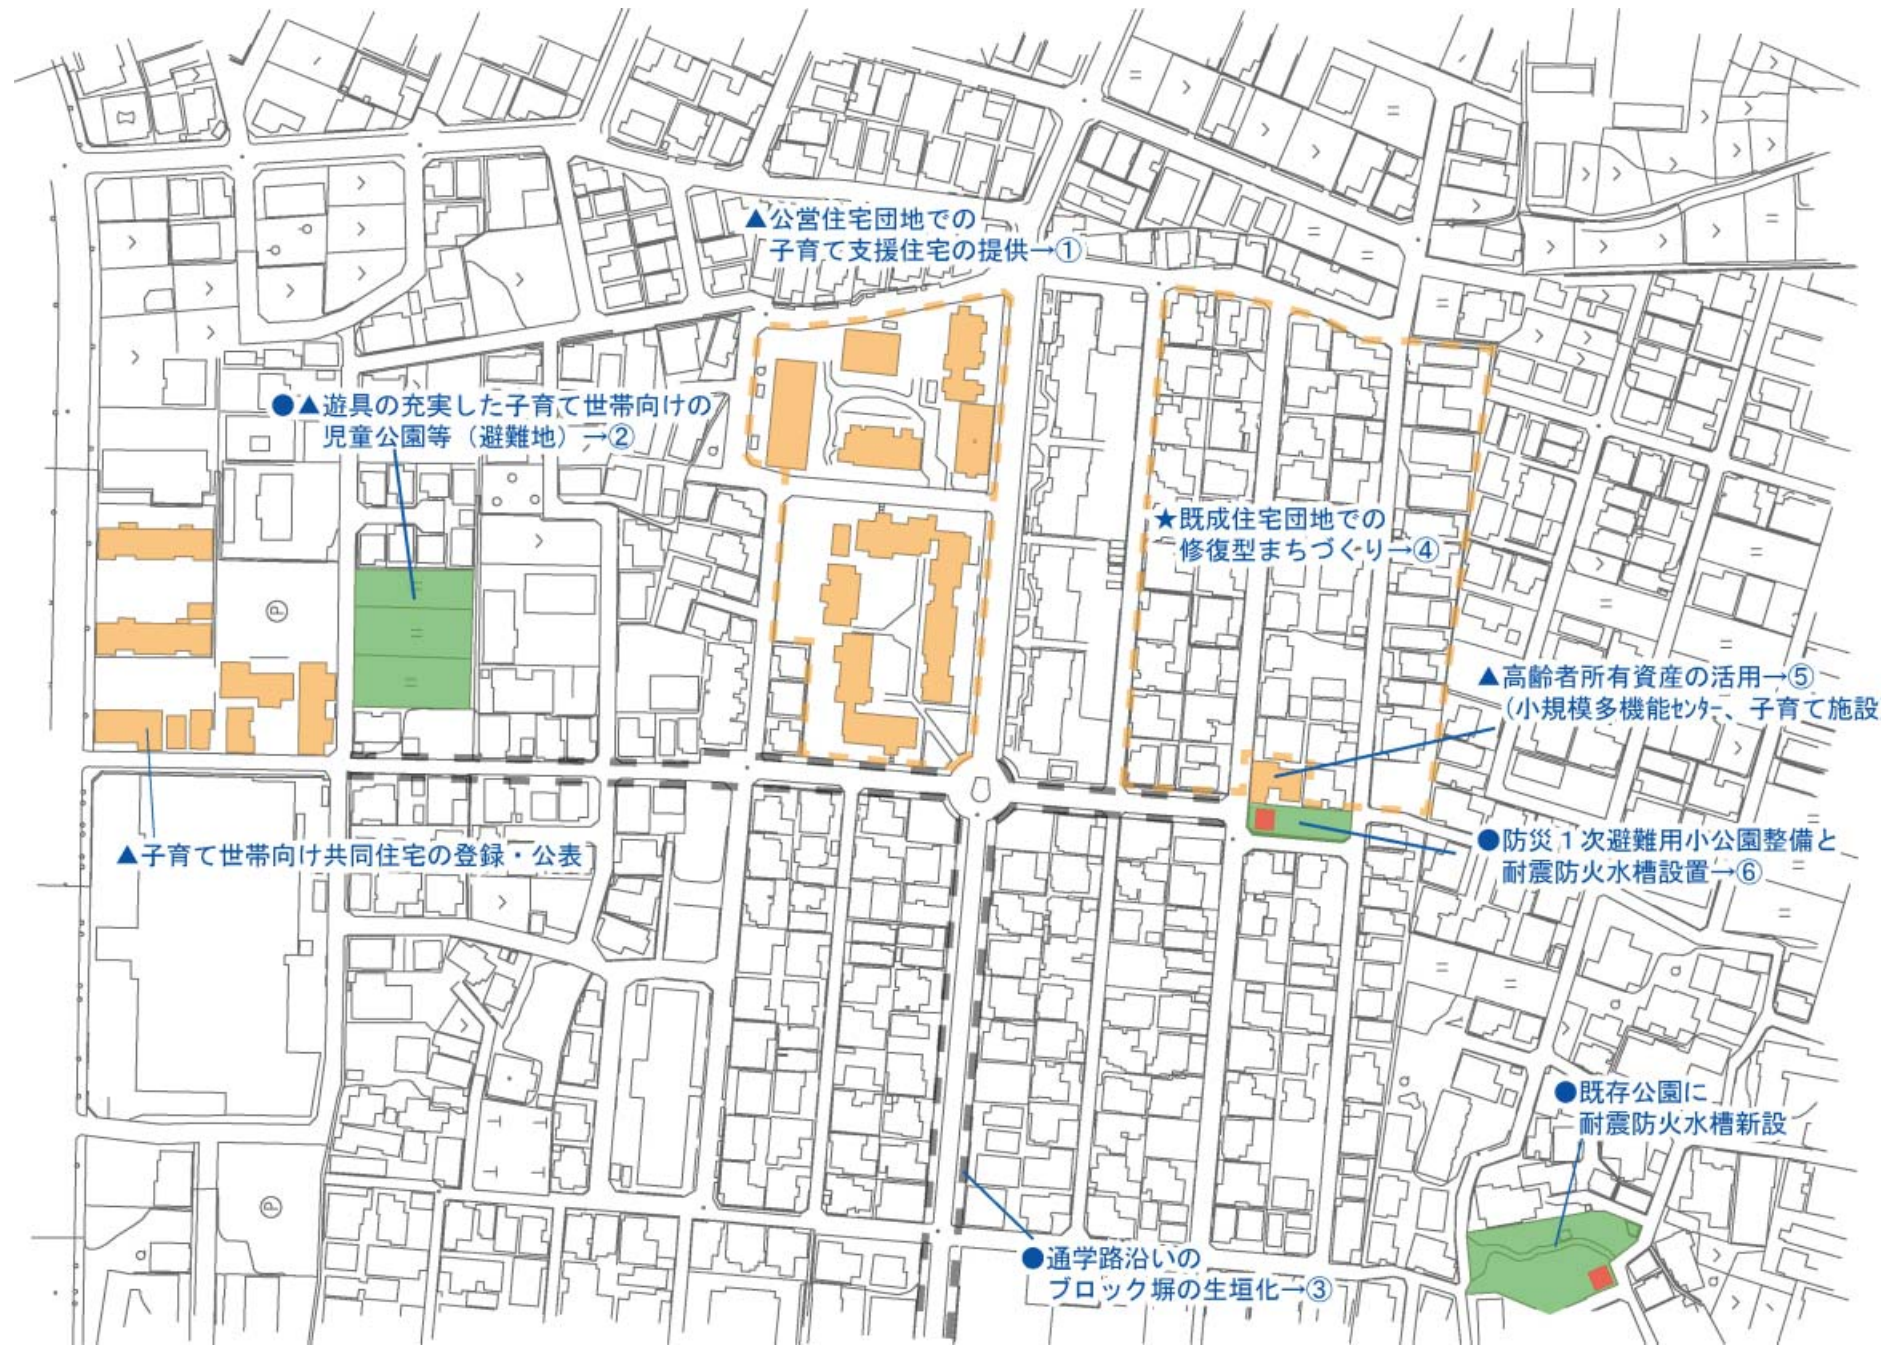 ▲公営住宅団地での
子育て支援住宅の提供→①
●▲遊具の充実した子育て世帯向けの
児童公園等（避難地）→②
★既成住宅団地での
修復型まちづくり→④
Ⓟ
▲高齢者所有資産の活用→⑤
（小規模多機能ｾﾝﾀｰ、子育て施設
●防災１次避難用小公園整備と
耐震防火水槽設置→⑥
▲子育て世帯向け共同住宅の登録・公表
●既存公園に
耐震防火水槽新設
Ⓟ
●通学路沿いの
ブロック塀の生垣化→③